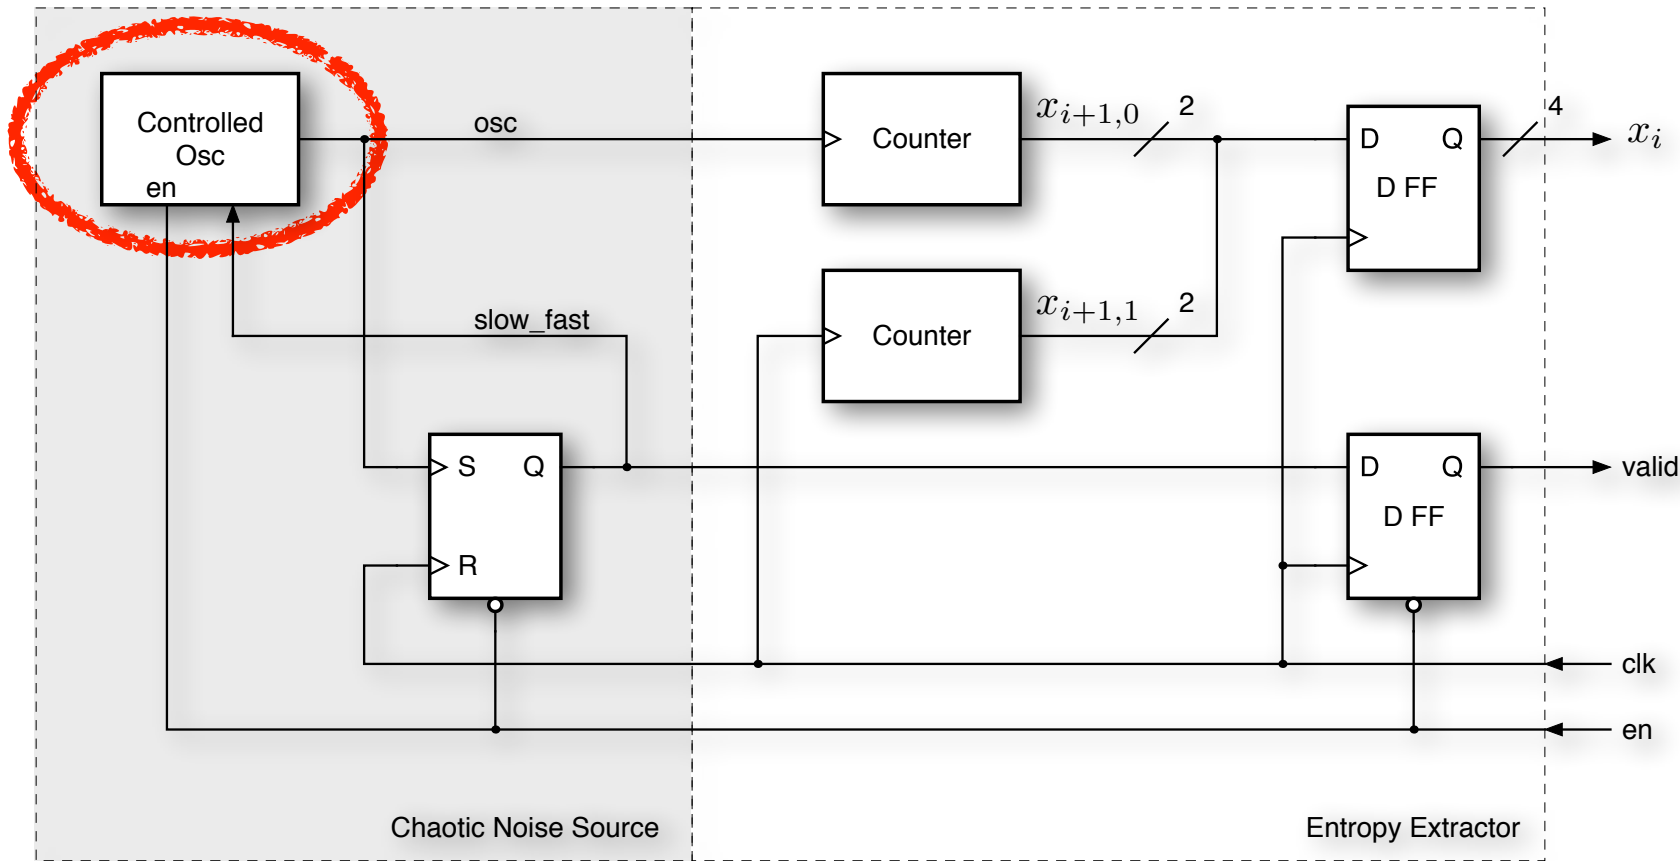 Controlled
Osc
en
osc
Counter
x_{i+1,0}
2
D Q
D FF
4
x_i
slow_fast
Counter
x_{i+1,1}
2
S Q
R
D Q
D FF
valid
clk
en
Chaotic Noise Source
Entropy Extractor